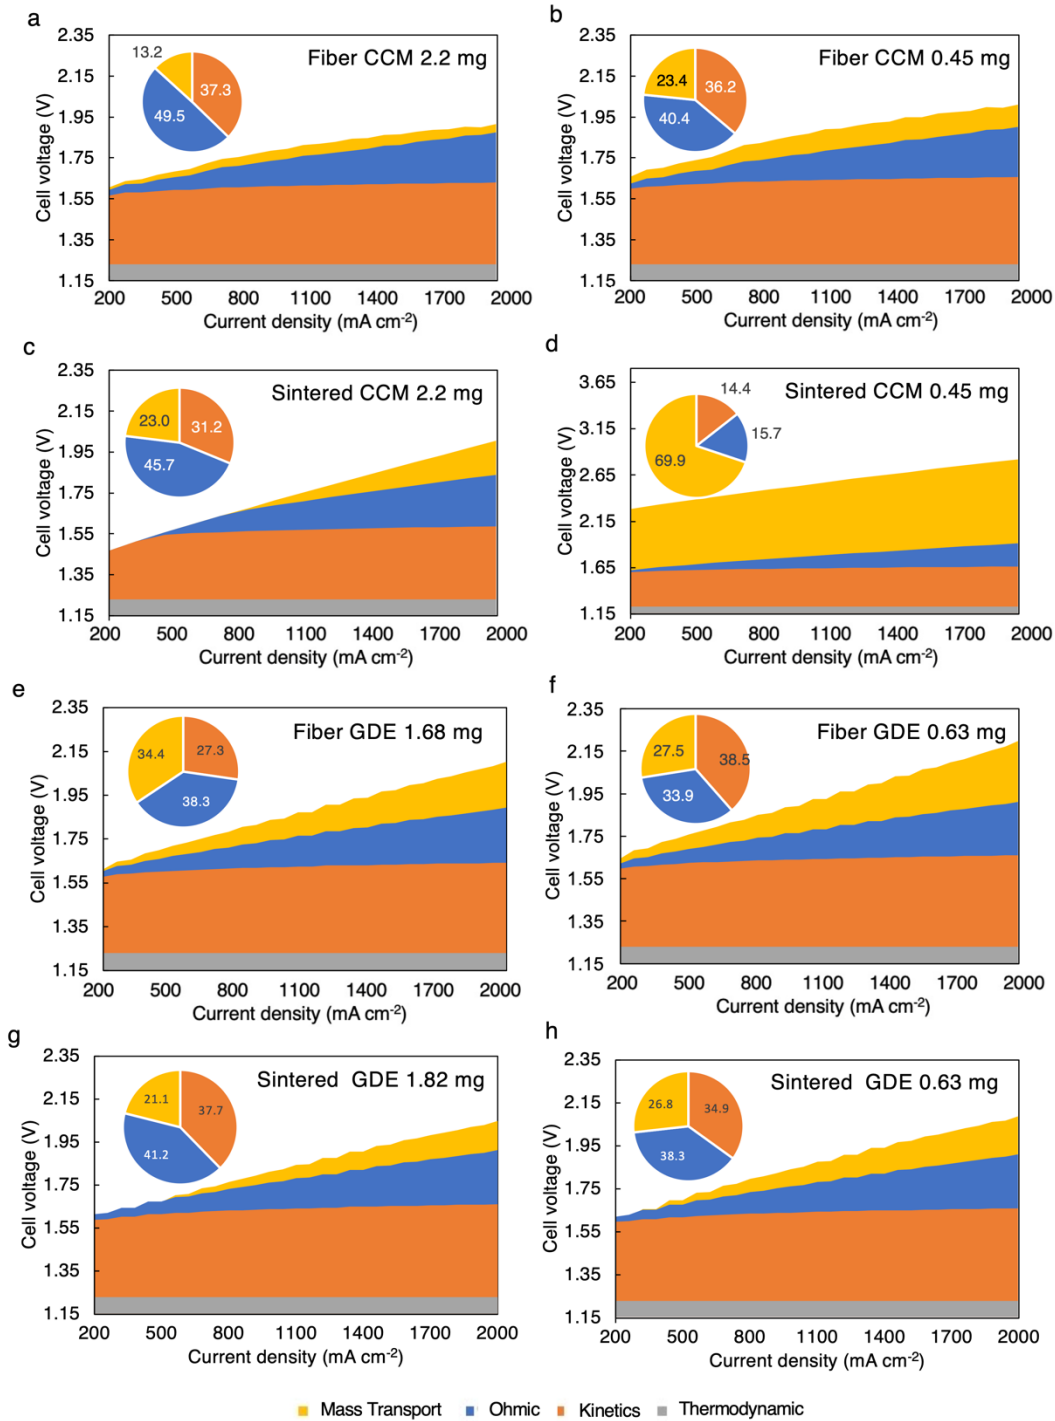 a
Fiber CCM 2.2 mg
2.35
2.15
1.95
1.75
1.55
1.35
1.15
Cell voltage (V)
13.2
37.3
49.5
200 500 800 1100 1400 1700 2000
Current density (mA cm⁻²)
b
Fiber CCM 0.45 mg
2.35
2.15
1.95
1.75
1.55
1.35
1.15
Cell voltage (V)
23.4
36.2
40.4
200 500 800 1100 1400 1700 2000
Current density (mA cm⁻²)
c
Sintered CCM 2.2 mg
2.35
2.15
1.95
1.75
1.55
1.35
1.15
Cell voltage (V)
23.0
31.2
45.7
200 500 800 1100 1400 1700 2000
Current density (mA cm⁻²)
d
Sintered CCM 0.45 mg
3.65
3.15
2.65
2.15
1.65
1.15
Cell voltage (V)
14.4
15.7
69.9
200 500 800 1100 1400 1700 2000
Current density (mA cm⁻²)
e
Fiber GDE 1.68 mg
2.35
2.15
1.95
1.75
1.55
1.35
1.15
Cell voltage (V)
34.4
27.3
38.3
200 500 800 1100 1400 1700 2000
Current density (mA cm⁻²)
f
Fiber GDE 0.63 mg
2.35
2.15
1.95
1.75
1.55
1.35
1.15
Cell voltage (V)
27.5
38.5
33.9
200 500 800 1100 1400 1700 2000
Current density (mA cm⁻²)
g
Sintered GDE 1.82 mg
2.35
2.15
1.95
1.75
1.55
1.35
1.15
Cell voltage (V)
21.1
37.7
41.2
200 500 800 1100 1400 1700 2000
Current density (mA cm⁻²)
h
Sintered GDE 0.63 mg
2.35
2.15
1.95
1.75
1.55
1.35
1.15
Cell voltage (V)
26.8
34.9
38.3
200 500 800 1100 1400 1700 2000
Current density (mA cm⁻²)
Mass Transport Ohmic Kinetics Thermodynamic